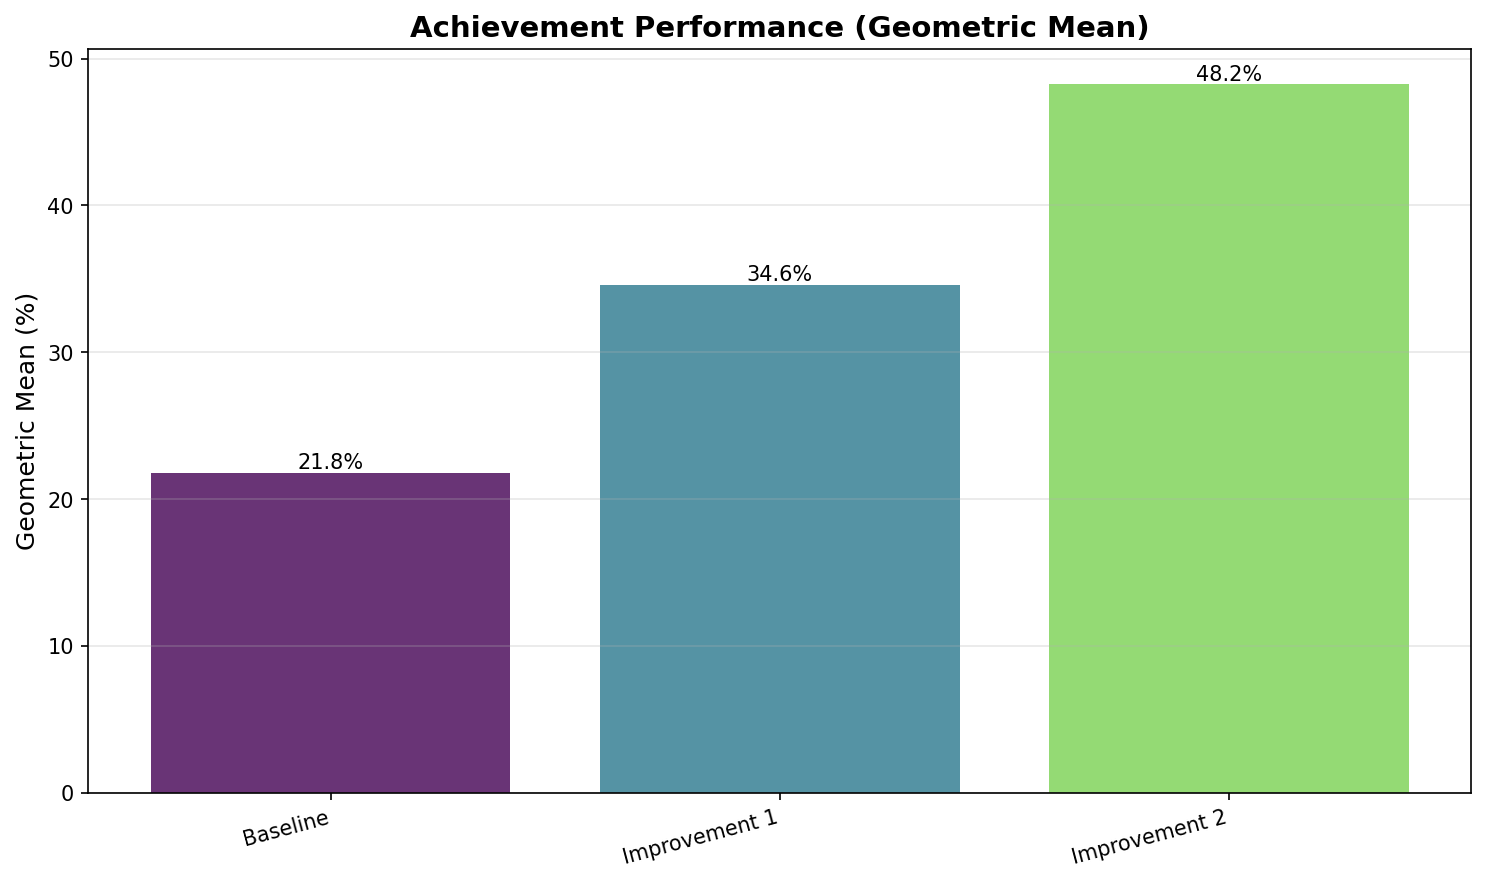 Achievement Performance (Geometric Mean)
Geometric Mean (%)
50
40
30
20
10
0
21.8%
34.6%
48.2%
Baseline
Improvement 1
Improvement 2